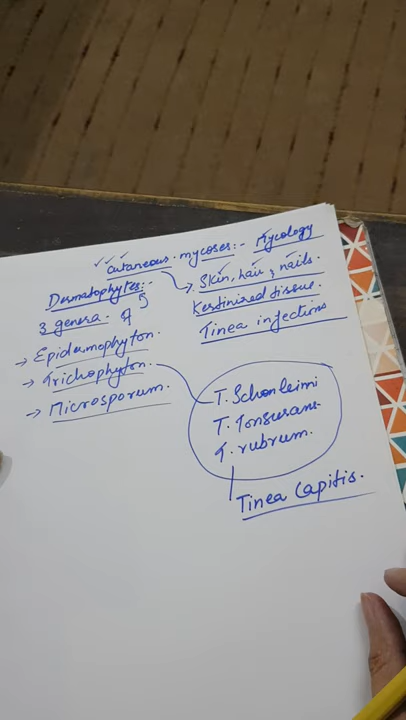 Mycology
cutaneous mycoses:-
Dermatophytes:-
3 genera of
→ Epidermophyton.
→ Trichophyton.
→ Microsporum.
→ Skin, hair, nails.
Keratinized tissue.
Tinea infections
T. Schonleini
T. Tonsurans
T. rubrum.
Tinea Capitis.